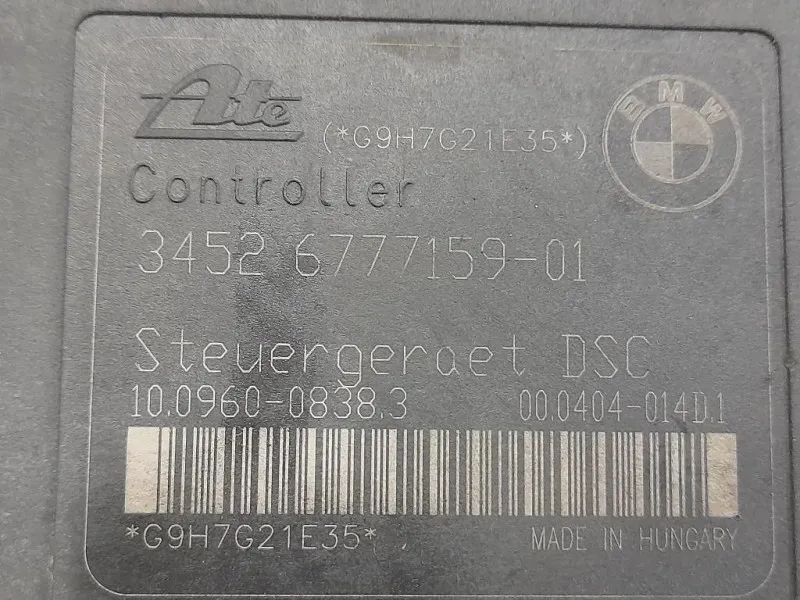 Ate (*G9H7G21E35*) BMW
Controller
3452 6777159-01
Steuergeraet DSC
10.0960-0838.3 00.0404-014D.1
*G9H7G21E35* MADE IN HUNGARY